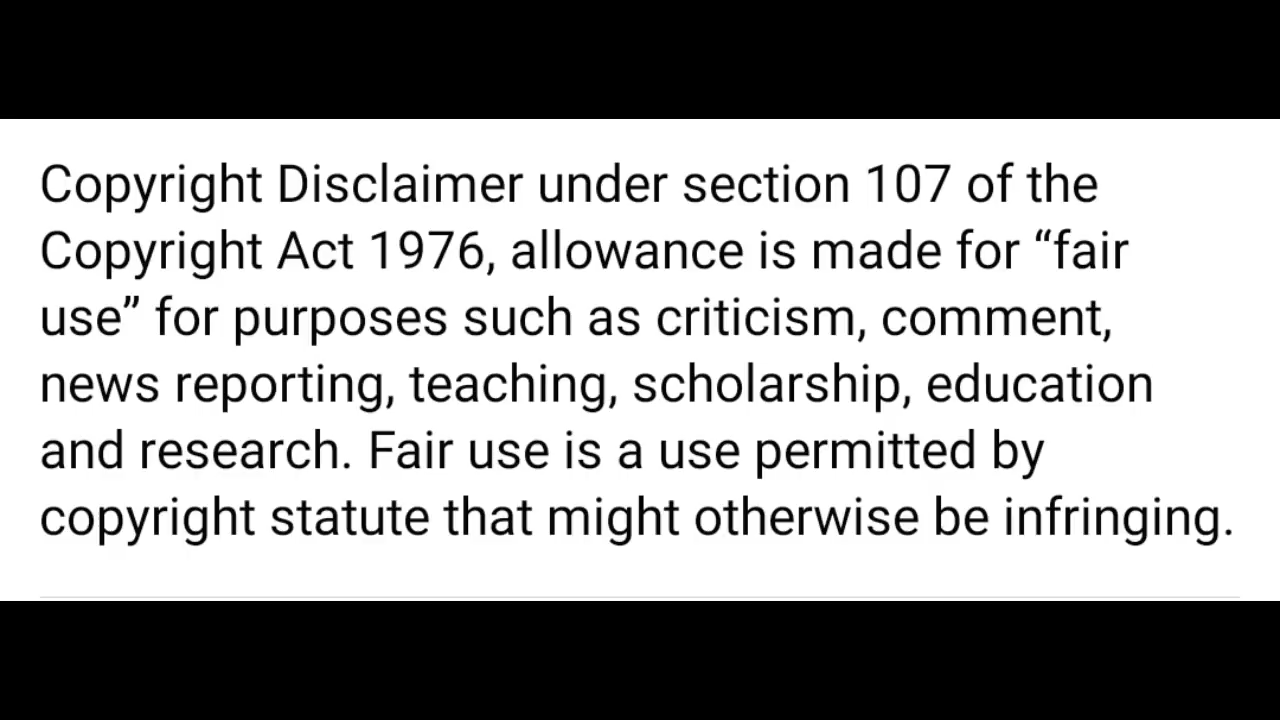 Copyright Disclaimer under section 107 of the
Copyright Act 1976, allowance is made for “fair
use” for purposes such as criticism, comment,
news reporting, teaching, scholarship, education
and research. Fair use is a use permitted by
copyright statute that might otherwise be infringing.